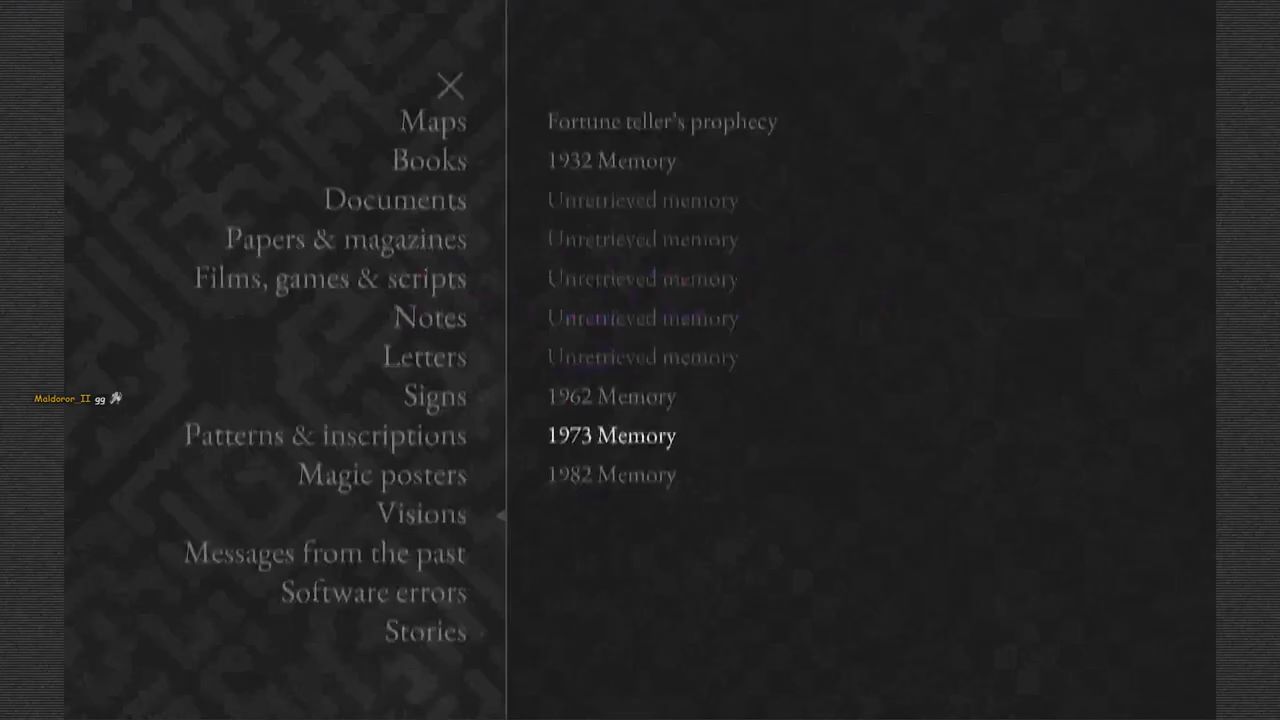 Maps
Books
Documents
Papers & magazines
Films, games & scripts
Notes
Letters
Signs
Patterns & inscriptions
Magic posters
Visions
Messages from the past
Software errors
Stories
Fortune teller's prophecy
1932 Memory
Unretrieved memory
Unretrieved memory
Unretrieved memory
Unretrieved memory
Unretrieved memory
1962 Memory
1973 Memory
1982 Memory
Maldoror_II gg